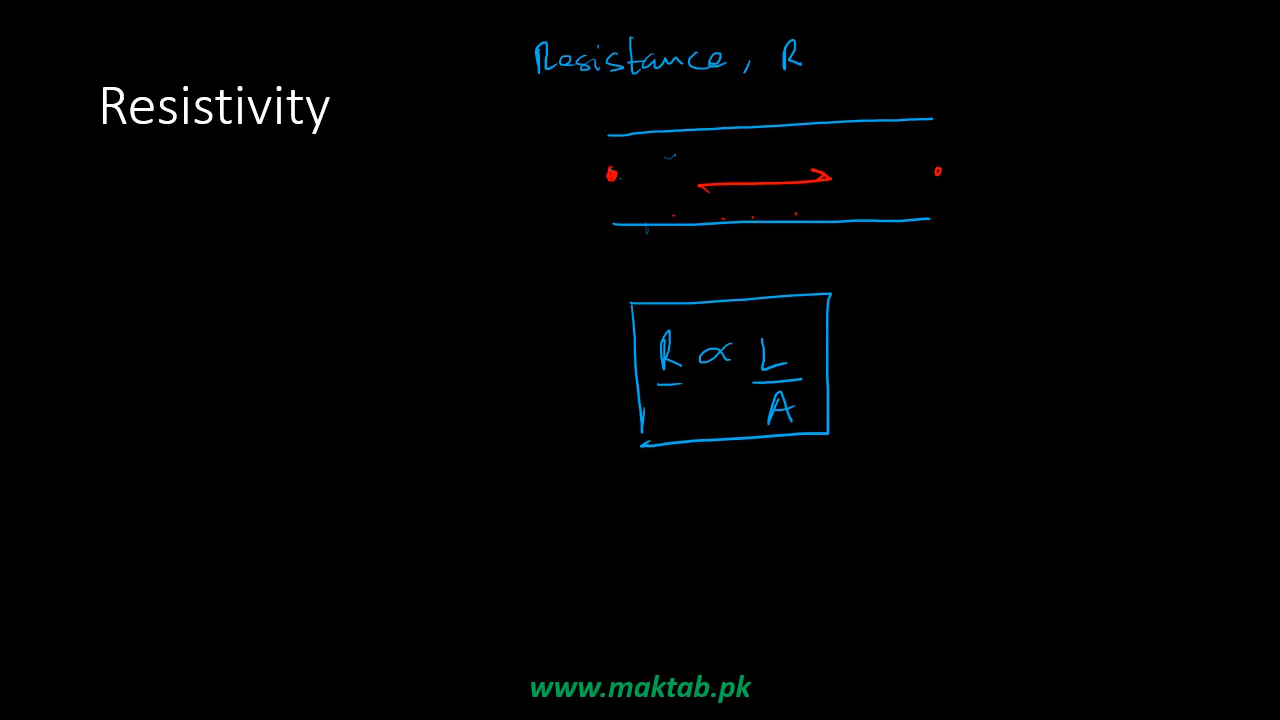 Resistance, R
Resistivity
R ∝ L
A
www.maktab.pk